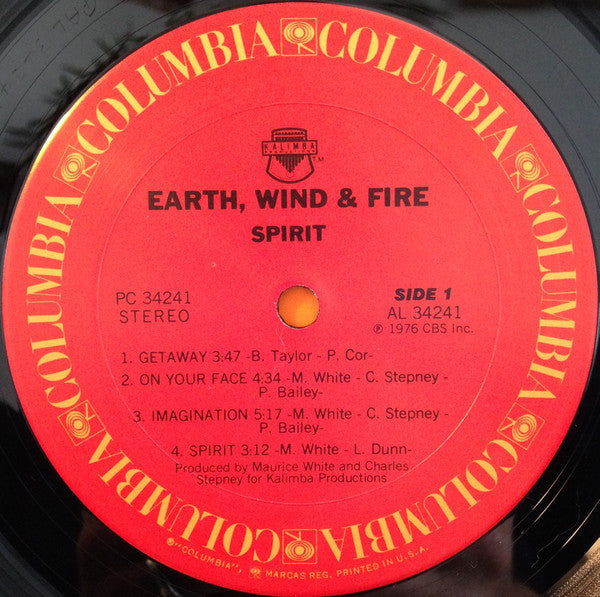 COLUMBIA COLUMBIA COLUMBIA COLUMBIA COLUMBIA COLUMBIA
KALIMBA
PRODUCTIONS
TM
EARTH, WIND & FIRE
SPIRIT
PC 34241
STEREO
SIDE 1
AL 34241
℗ 1976 CBS Inc.
1. GETAWAY 3:47 -B. Taylor - P. Cor-
2. ON YOUR FACE 4:34 -M. White - C. Stepney -
P. Bailey-
3. IMAGINATION 5:17 -M. White - C. Stepney -
P. Bailey-
4. SPIRIT 3:12 -M. White - L. Dunn-
Produced by Maurice White and Charles
Stepney for Kalimba Productions
®"COLUMBIA", MARCAS REG. PRINTED IN U.S.A.